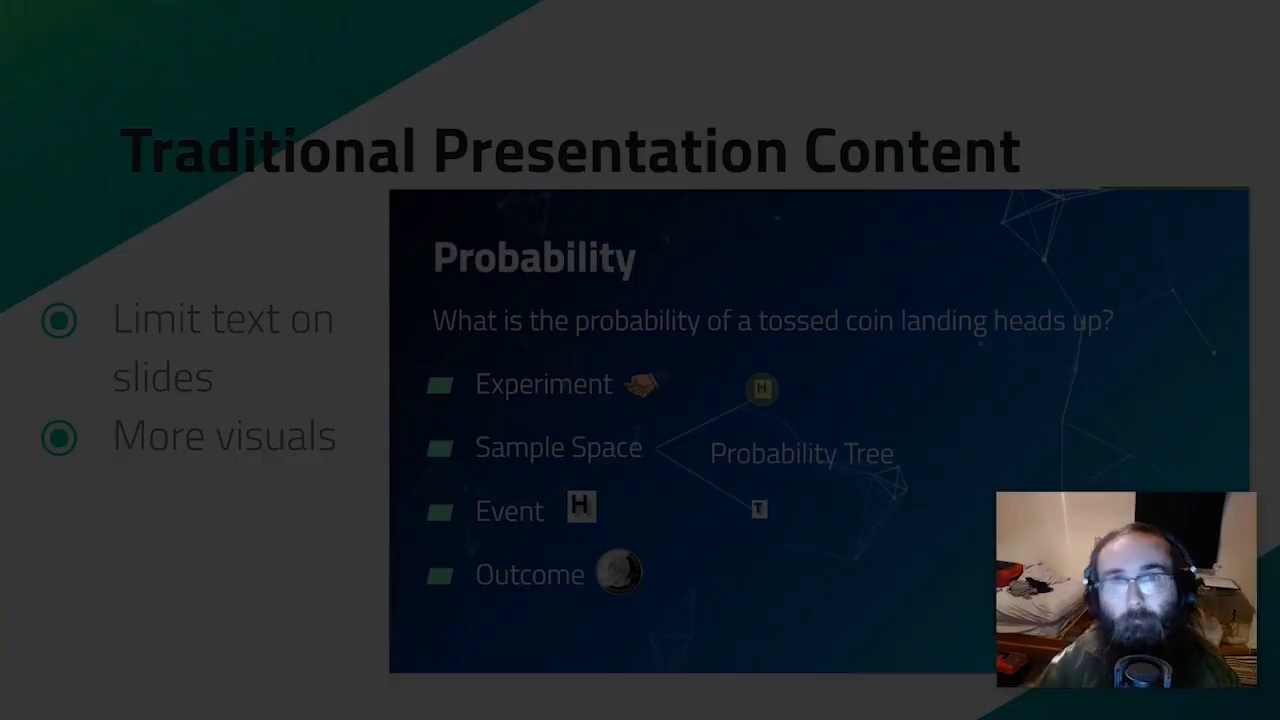 Traditional Presentation Content
Limit text on
slides
More visuals
Probability
What is the probability of a tossed coin landing heads up?
Experiment
H
Sample Space
Probability Tree
Event
H
T
Outcome